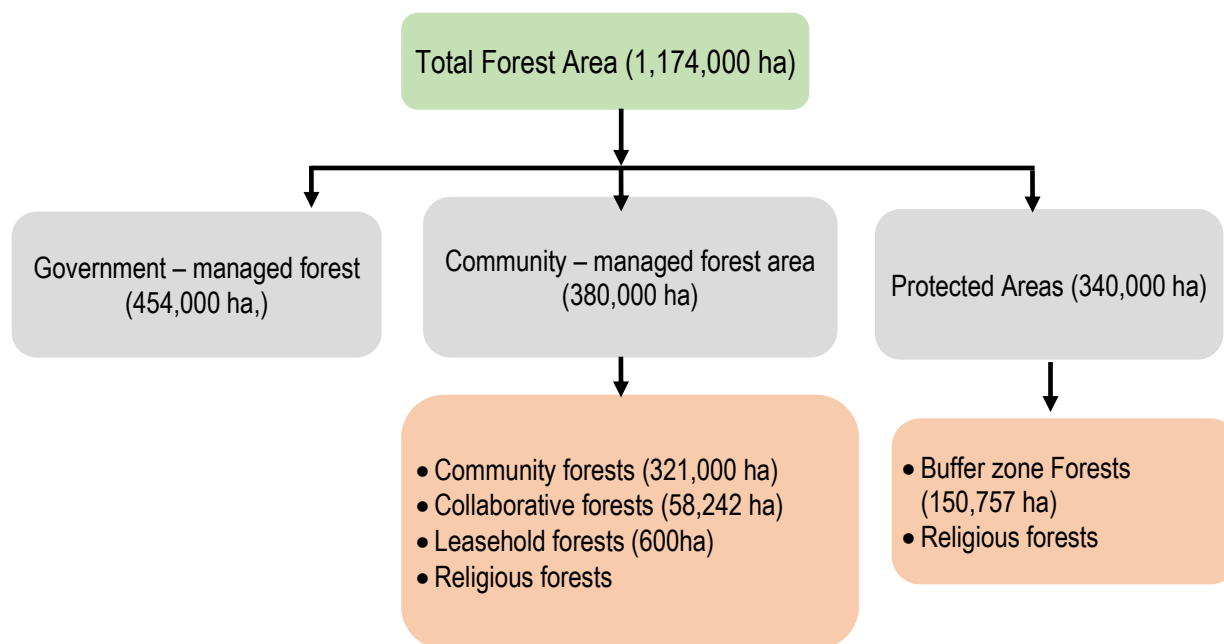 Total Forest Area (1,174,000 ha)
Government – managed forest
(454,000 ha,)
Community – managed forest area
(380,000 ha)
Protected Areas (340,000 ha)
• Community forests (321,000 ha)
• Collaborative forests (58,242 ha)
• Leasehold forests (600ha)
• Religious forests
• Buffer zone Forests
(150,757 ha)
• Religious forests